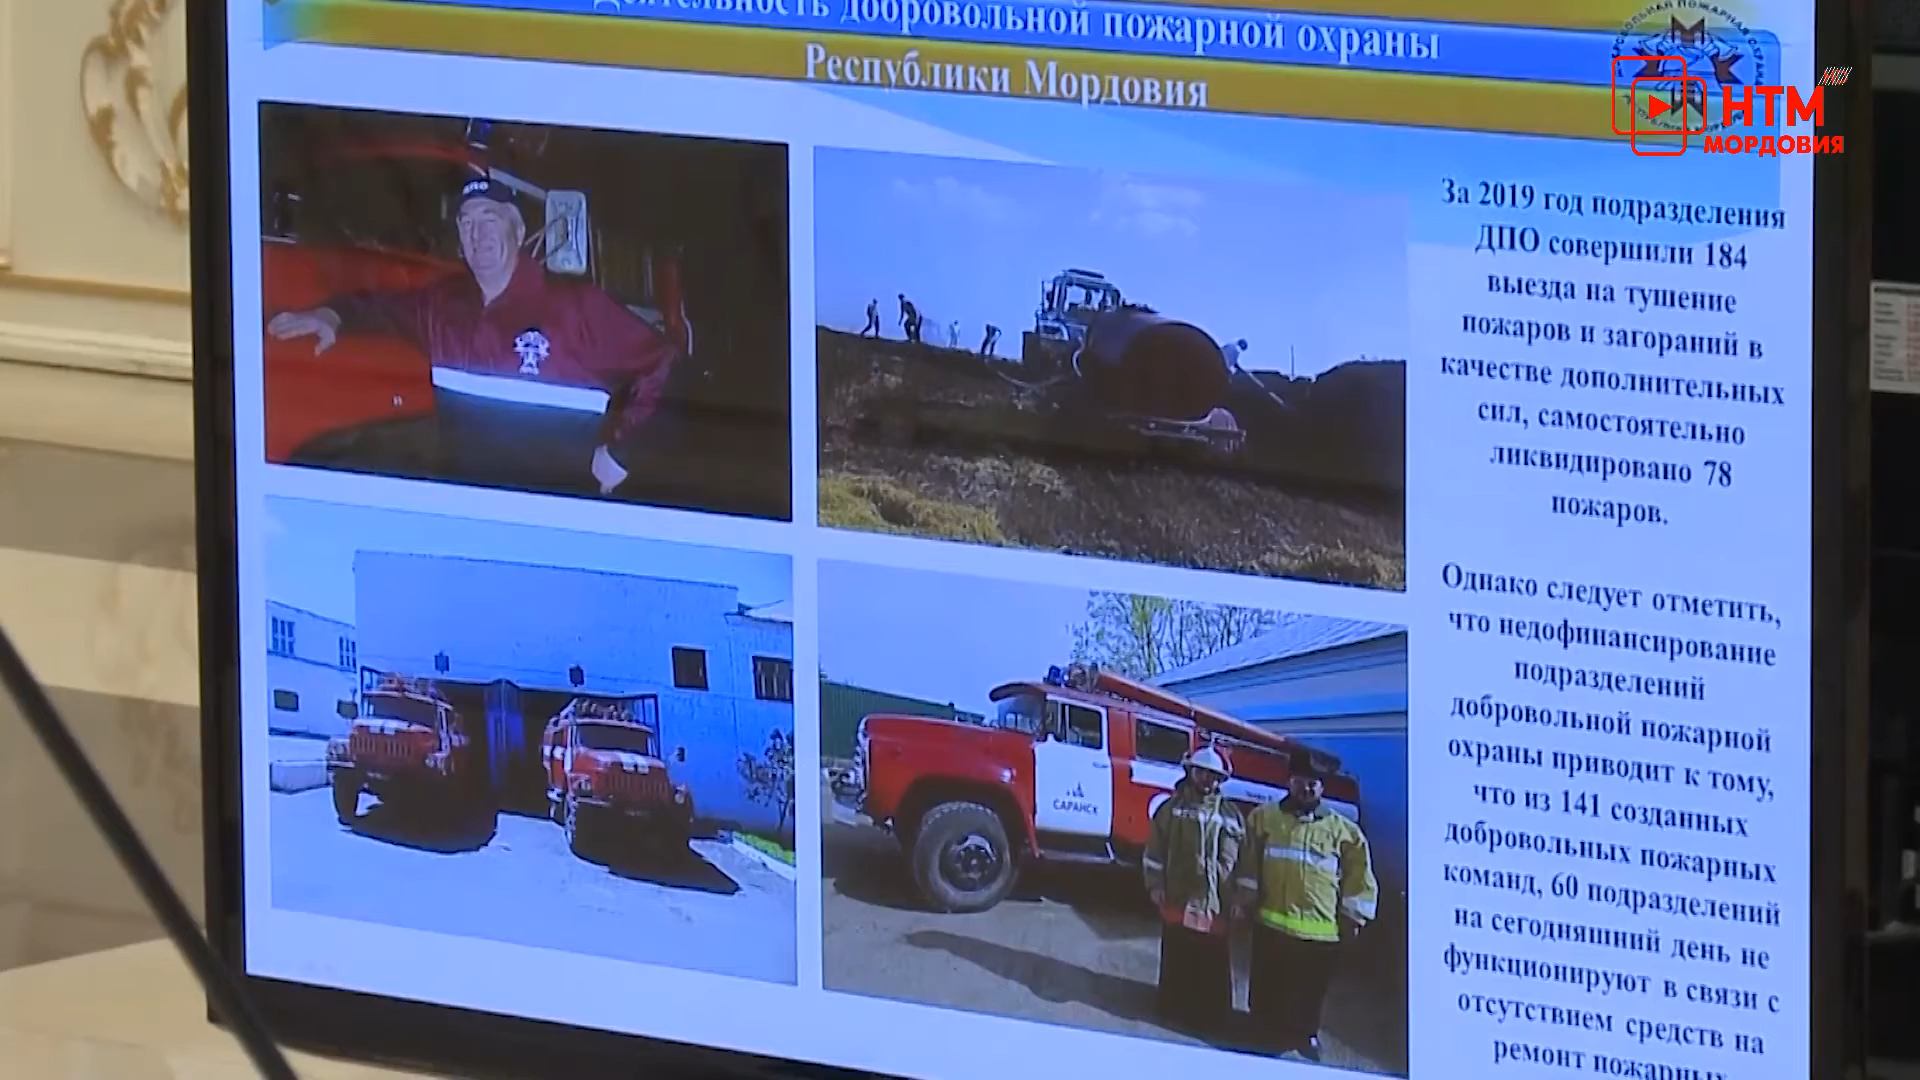 Деятельность добровольной пожарной охраны
Республики Мордовия
НТМ
МОРДОВИЯ
За 2019 год подразделения
ДПО совершили 184
выезда на тушение
пожаров и загораний в
качестве дополнительных
сил, самостоятельно
ликвидировано 78
пожаров.
Однако следует отметить,
что недофинансирование
подразделений
добровольной пожарной
охраны приводит к тому,
что из 141 созданных
добровольных пожарных
команд, 60 подразделений
на сегодняшний день не
функционируют в связи с
отсутствием средств на
ремонт пожарных
САРАНСК